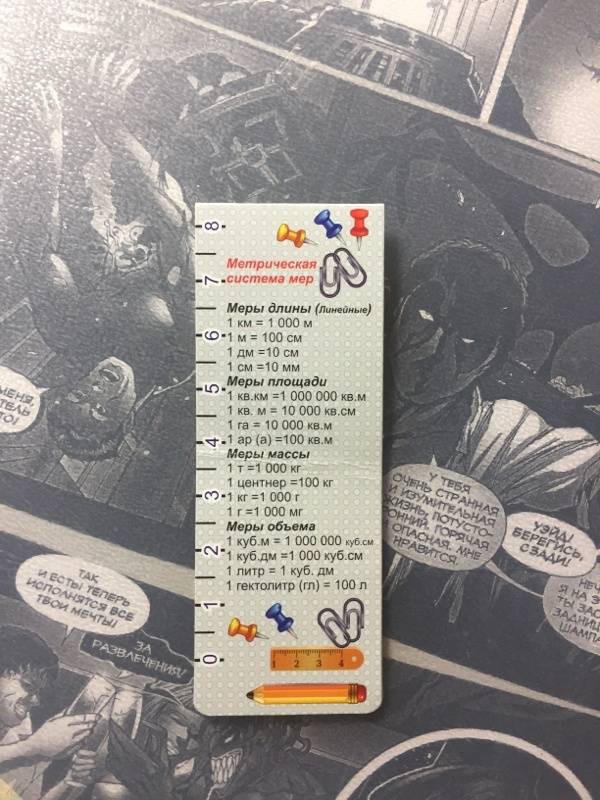 8
7
6
5
4
3
2
1
0
Метрическая
система мер
Меры длины (Линейные)
1 км = 1 000 м
1 м = 100 см
1 дм =10 см
1 см =10 мм
Меры площади
1 кв.км =1 000 000 кв.м
1 кв. м = 10 000 кв.см
1 га = 10 000 кв.м
1 ар (а) =100 кв.м
Меры массы
1 т =1 000 кг
1 центнер =100 кг
1 кг =1 000 г
1 г =1 000 мг
Меры объема
1 куб.м = 1 000 000 куб.см
1 куб.дм =1 000 куб.см
1 литр = 1 куб. дм
1 гектолитр (гл) = 100 л
1 2 3 4
МЕНЯ,
ТО!
У ТЕБЯ
ОЧЕНЬ СТРАННАЯ
И ИЗУМИТЕЛЬНАЯ
ЖИЗНЬ. ПОТУСТО-
РОННИЙ. ГОРЯЧАЯ
И ОПАСНАЯ. МНЕ
НРАВИТСЯ.
УЭЙД!
БЕРЕГИСЬ,
СЗАДИ!
Я НА
ТЫ
ТАК
И ЕСТЬ! ТЕПЕРЬ
ИСПОЛНЯТСЯ ВСЕ
ТВОИ МЕЧТЫ!
ЗА
РАЗВЛЕЧЕНИЯ!